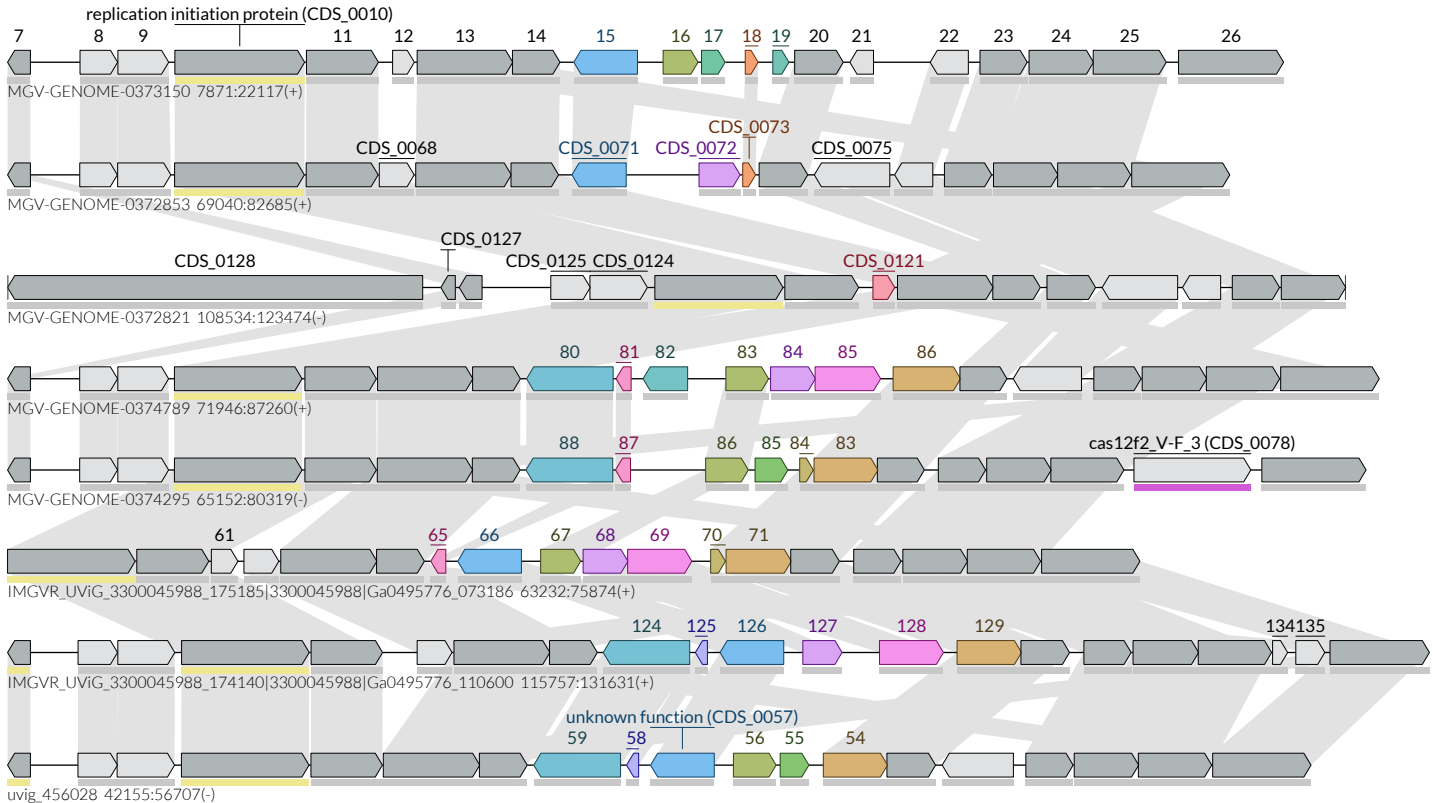 replication initiation protein (CDS_0010)
7 8 9 11 12 13 14 15 16 17 18 19 20 21 22 23 24 25 26
MGV-GENOME-0373150 7871:22117(+)
CDS_0073
CDS_0068 CDS_0071 CDS_0072 CDS_0075
MGV-GENOME-0372853 69040:82685(+)
CDS_0127
CDS_0128 CDS_0125 CDS_0124 CDS_0121
MGV-GENOME-0372821 108534:123474(-)
80 81 82 83 84 85 86
MGV-GENOME-0374789 71946:87260(+)
88 87 86 85 84 83 cas12f2_V-F_3 (CDS_0078)
MGV-GENOME-0374295 65152:80319(-)
61 65 66 67 68 69 70 71
IMGVR_UViG_3300045988_175185|3300045988|Ga0495776_073186 63232:75874(+)
124 125 126 127 128 129 134 135
IMGVR_UViG_3300045988_174140|3300045988|Ga0495776_110600 115757:131631(+)
unknown function (CDS_0057)
59 58 56 55 54
uvig_456028 42155:56707(-)